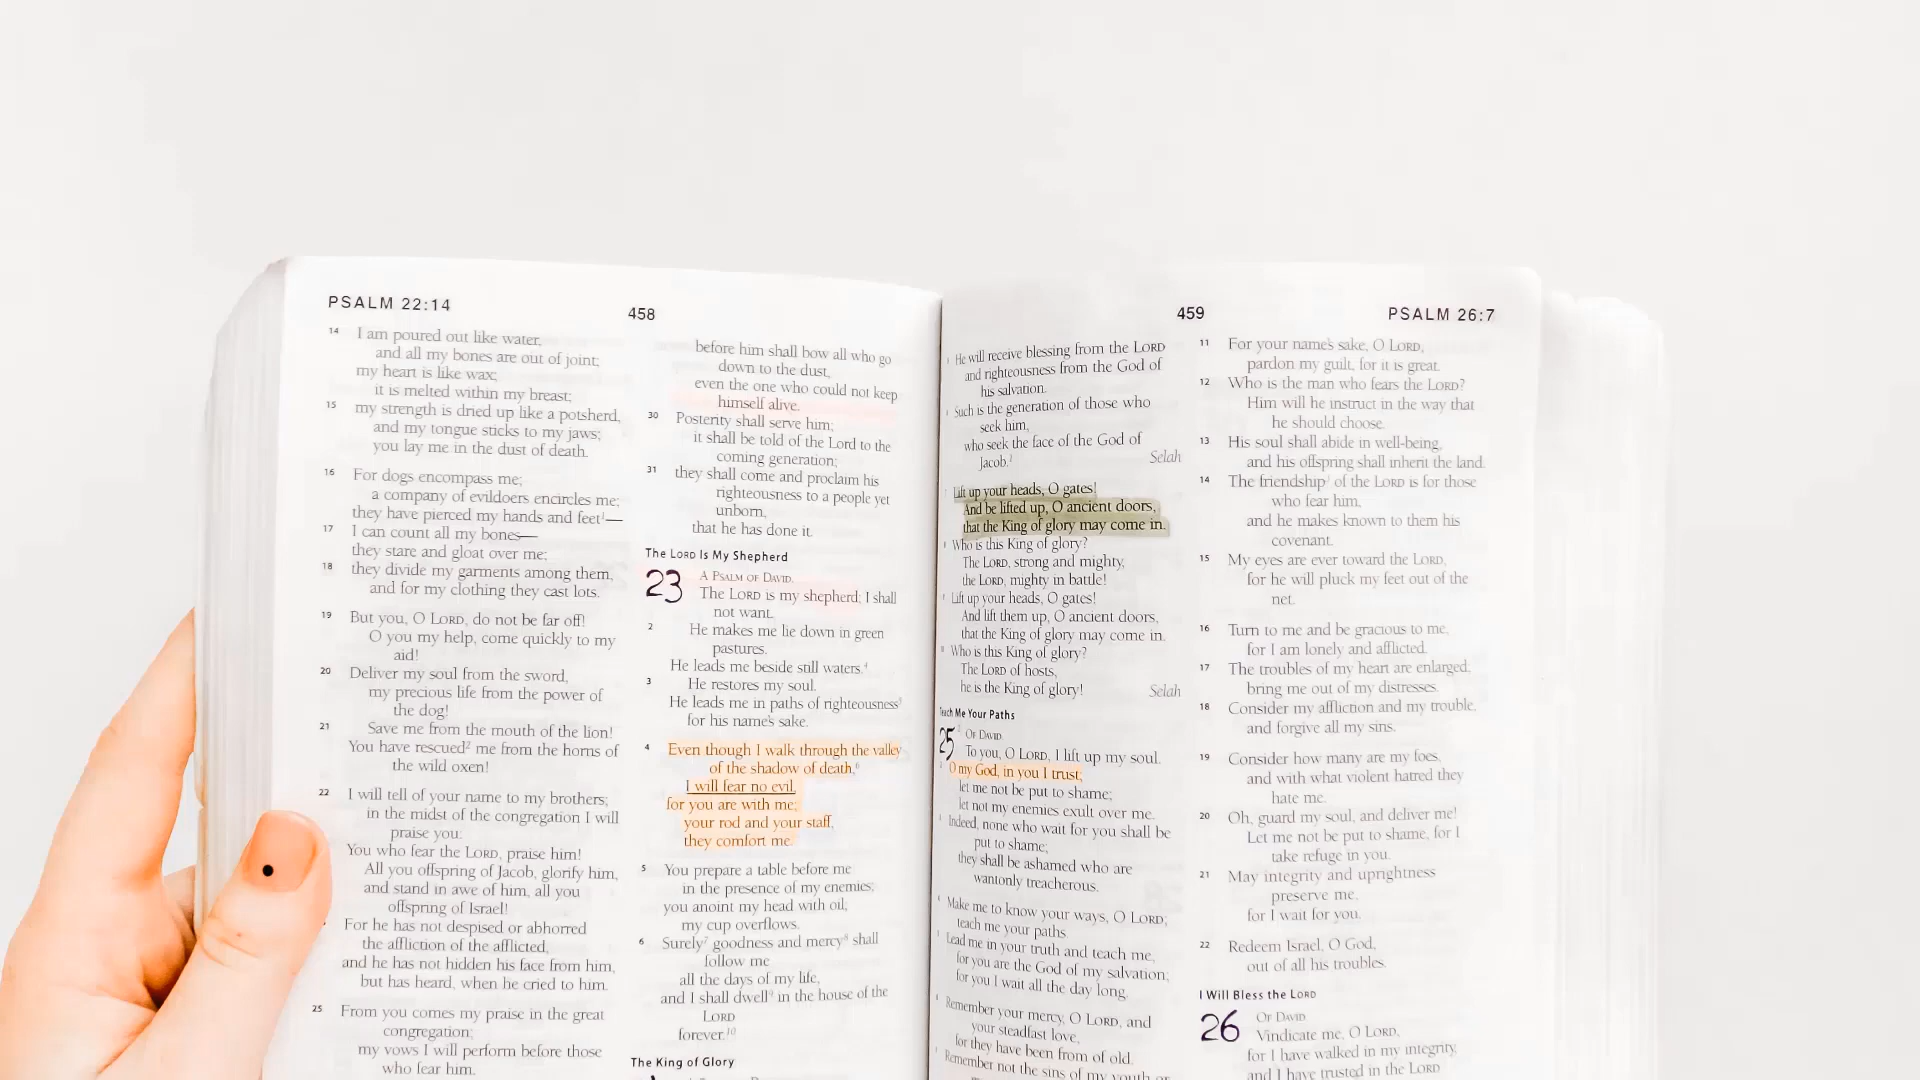 PSALM 22:14
458
14 I am poured out like water,
and all my bones are out of joint;
my heart is like wax;
it is melted within my breast;
15 my strength is dried up like a potsherd,
and my tongue sticks to my jaws;
you lay me in the dust of death.
16 For dogs encompass me;
a company of evildoers encircles me;
they have pierced my hands and feet¹—
17 I can count all my bones—
they stare and gloat over me;
18 they divide my garments among them,
and for my clothing they cast lots.
19 But you, O LORD, do not be far off!
O you my help, come quickly to my
aid!
20 Deliver my soul from the sword,
my precious life from the power of
the dog!
21 Save me from the mouth of the lion!
You have rescued² me from the horns of
the wild oxen!
22 I will tell of your name to my brothers;
in the midst of the congregation I will
praise you:
You who fear the LORD, praise him!
All you offspring of Jacob, glorify him,
and stand in awe of him, all you
offspring of Israel!
For he has not despised or abhorred
the affliction of the afflicted,
and he has not hidden his face from him,
but has heard, when he cried to him.
25 From you comes my praise in the great
congregation;
my vows I will perform before those
who fear him.
before him shall bow all who go
down to the dust,
even the one who could not keep
himself alive.
30 Posterity shall serve him;
it shall be told of the Lord to the
coming generation;
31 they shall come and proclaim his
righteousness to a people yet
unborn,
that he has done it.
The LORD Is My Shepherd
23 A PSALM OF DAVID.
The LORD is my shepherd; I shall
not want.
2 He makes me lie down in green
pastures.
He leads me beside still waters.⁴
3 He restores my soul.
He leads me in paths of righteousness⁵
for his name's sake.
4 Even though I walk through the valley
of the shadow of death,⁶
I will fear no evil,
for you are with me;
your rod and your staff,
they comfort me.
5 You prepare a table before me
in the presence of my enemies;
you anoint my head with oil;
my cup overflows.
6 Surely⁷ goodness and mercy⁸ shall
follow me
all the days of my life,
and I shall dwell⁹ in the house of the
LORD
forever.¹⁰
The King of Glory
459
PSALM 26:7
He will receive blessing from the LORD
and righteousness from the God of
his salvation.
Such is the generation of those who
seek him,
who seek the face of the God of
Jacob.¹ Selah
Lift up your heads, O gates!
And be lifted up, O ancient doors,
that the King of glory may come in.
Who is this King of glory?
The LORD, strong and mighty,
the LORD, mighty in battle!
Lift up your heads, O gates!
And lift them up, O ancient doors,
that the King of glory may come in.
Who is this King of glory?
The LORD of hosts,
he is the King of glory! Selah
Teach Me Your Paths
25 OF DAVID.
To you, O LORD, I lift up my soul.
O my God, in you I trust;
let me not be put to shame;
let not my enemies exult over me.
Indeed, none who wait for you shall be
put to shame;
they shall be ashamed who are
wantonly treacherous.
Make me to know your ways, O LORD;
teach me your paths.
Lead me in your truth and teach me,
for you are the God of my salvation;
for you I wait all the day long.
Remember your mercy, O LORD, and
your steadfast love,
for they have been from of old.
Remember not the sins of my youth or
11 For your name's sake, O LORD,
pardon my guilt, for it is great.
12 Who is the man who fears the LORD?
Him will he instruct in the way that
he should choose.
13 His soul shall abide in well-being,
and his offspring shall inherit the land.
14 The friendship¹ of the LORD is for those
who fear him,
and he makes known to them his
covenant.
15 My eyes are ever toward the LORD,
for he will pluck my feet out of the
net.
16 Turn to me and be gracious to me,
for I am lonely and afflicted.
17 The troubles of my heart are enlarged;
bring me out of my distresses.
18 Consider my affliction and my trouble,
and forgive all my sins.
19 Consider how many are my foes,
and with what violent hatred they
hate me.
20 Oh, guard my soul, and deliver me!
Let me not be put to shame, for I
take refuge in you.
21 May integrity and uprightness
preserve me,
for I wait for you.
22 Redeem Israel, O God,
out of all his troubles.
I Will Bless the LORD
26 OF DAVID.
Vindicate me, O LORD,
for I have walked in my integrity,
and I have trusted in the LORD